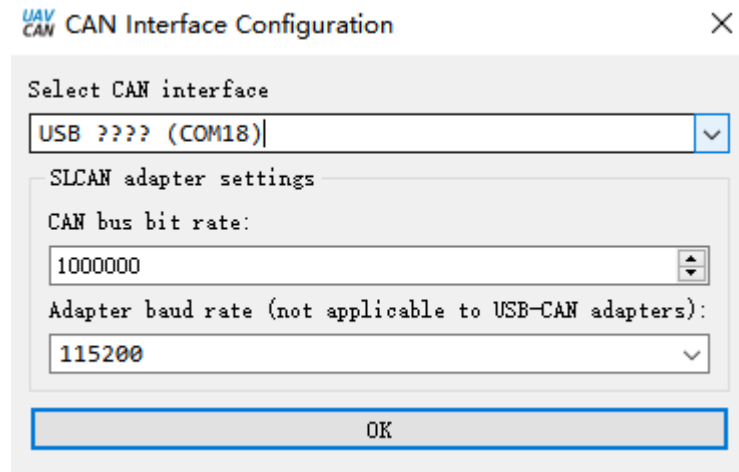 UAV
CAN CAN Interface Configuration
Select CAN interface
USB ???? (COM18)
SLCAN adapter settings
CAN bus bit rate:
1000000
Adapter baud rate (not applicable to USB-CAN adapters):
115200
OK